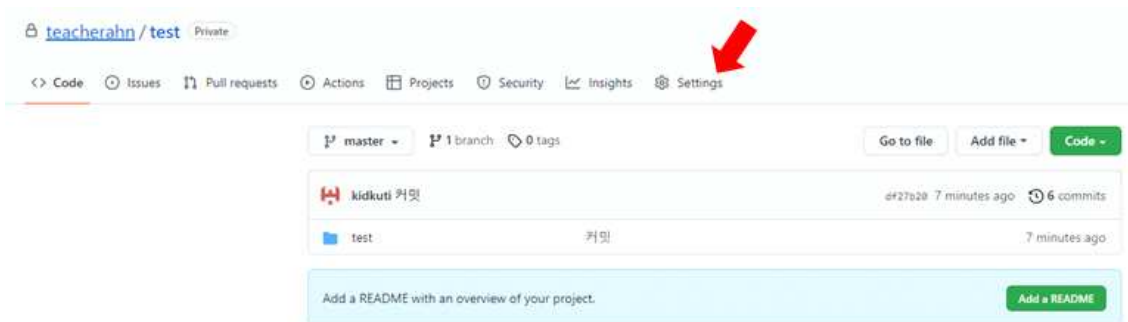 teacherahn / test Private
<> Code Issues Pull requests Actions Projects Security Insights Settings
master 1 branch 0 tags Go to file Add file Code
kidkuti 커밋 df27b20 7 minutes ago 6 commits
test 커밋 7 minutes ago
Add a README with an overview of your project. Add a README